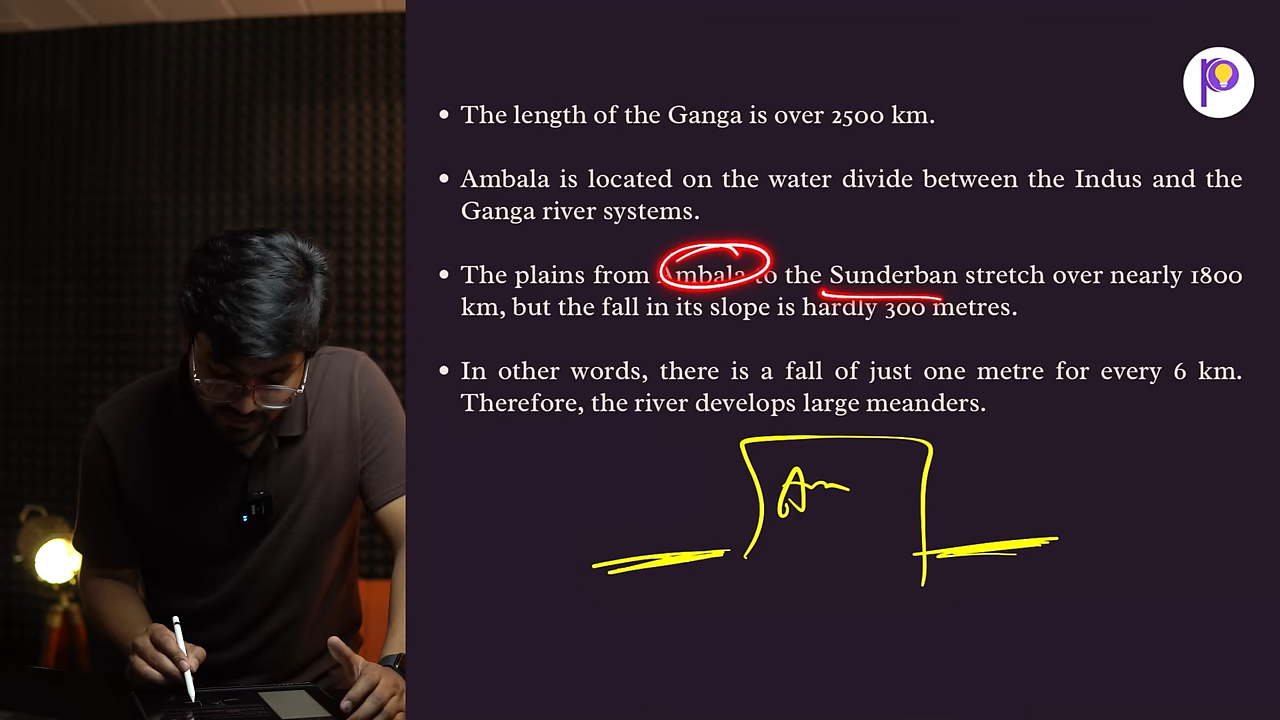 • The length of the Ganga is over 2500 km.
• Ambala is located on the water divide between the Indus and the
Ganga river systems.
• The plains from Ambala to the Sunderban stretch over nearly 1800
km, but the fall in its slope is hardly 300 metres.
• In other words, there is a fall of just one metre for every 6 km.
Therefore, the river develops large meanders.
Am